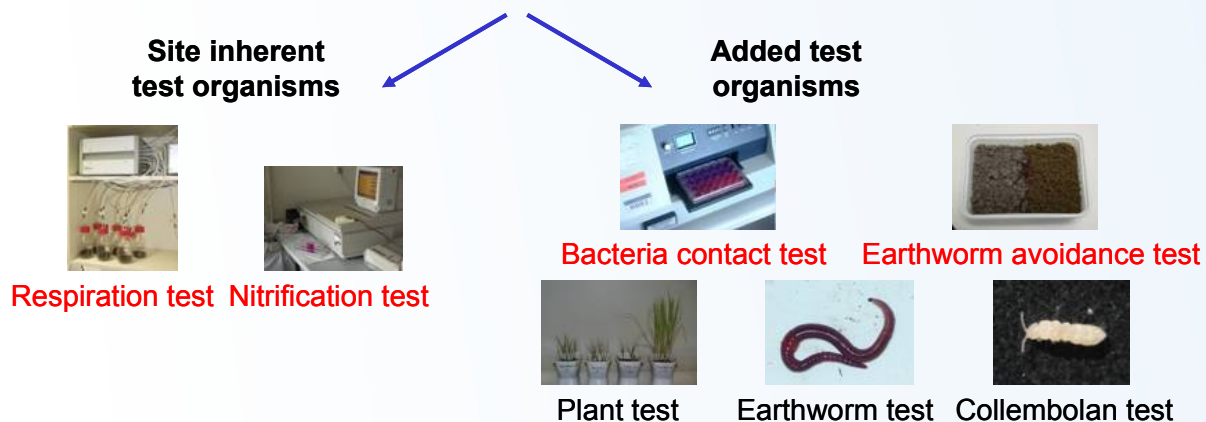 Site inherent
test organisms
Added test
organisms
Respiration test
Nitrification test
Bacteria contact test
Earthworm avoidance test
Plant test
Earthworm test
Collembolan test